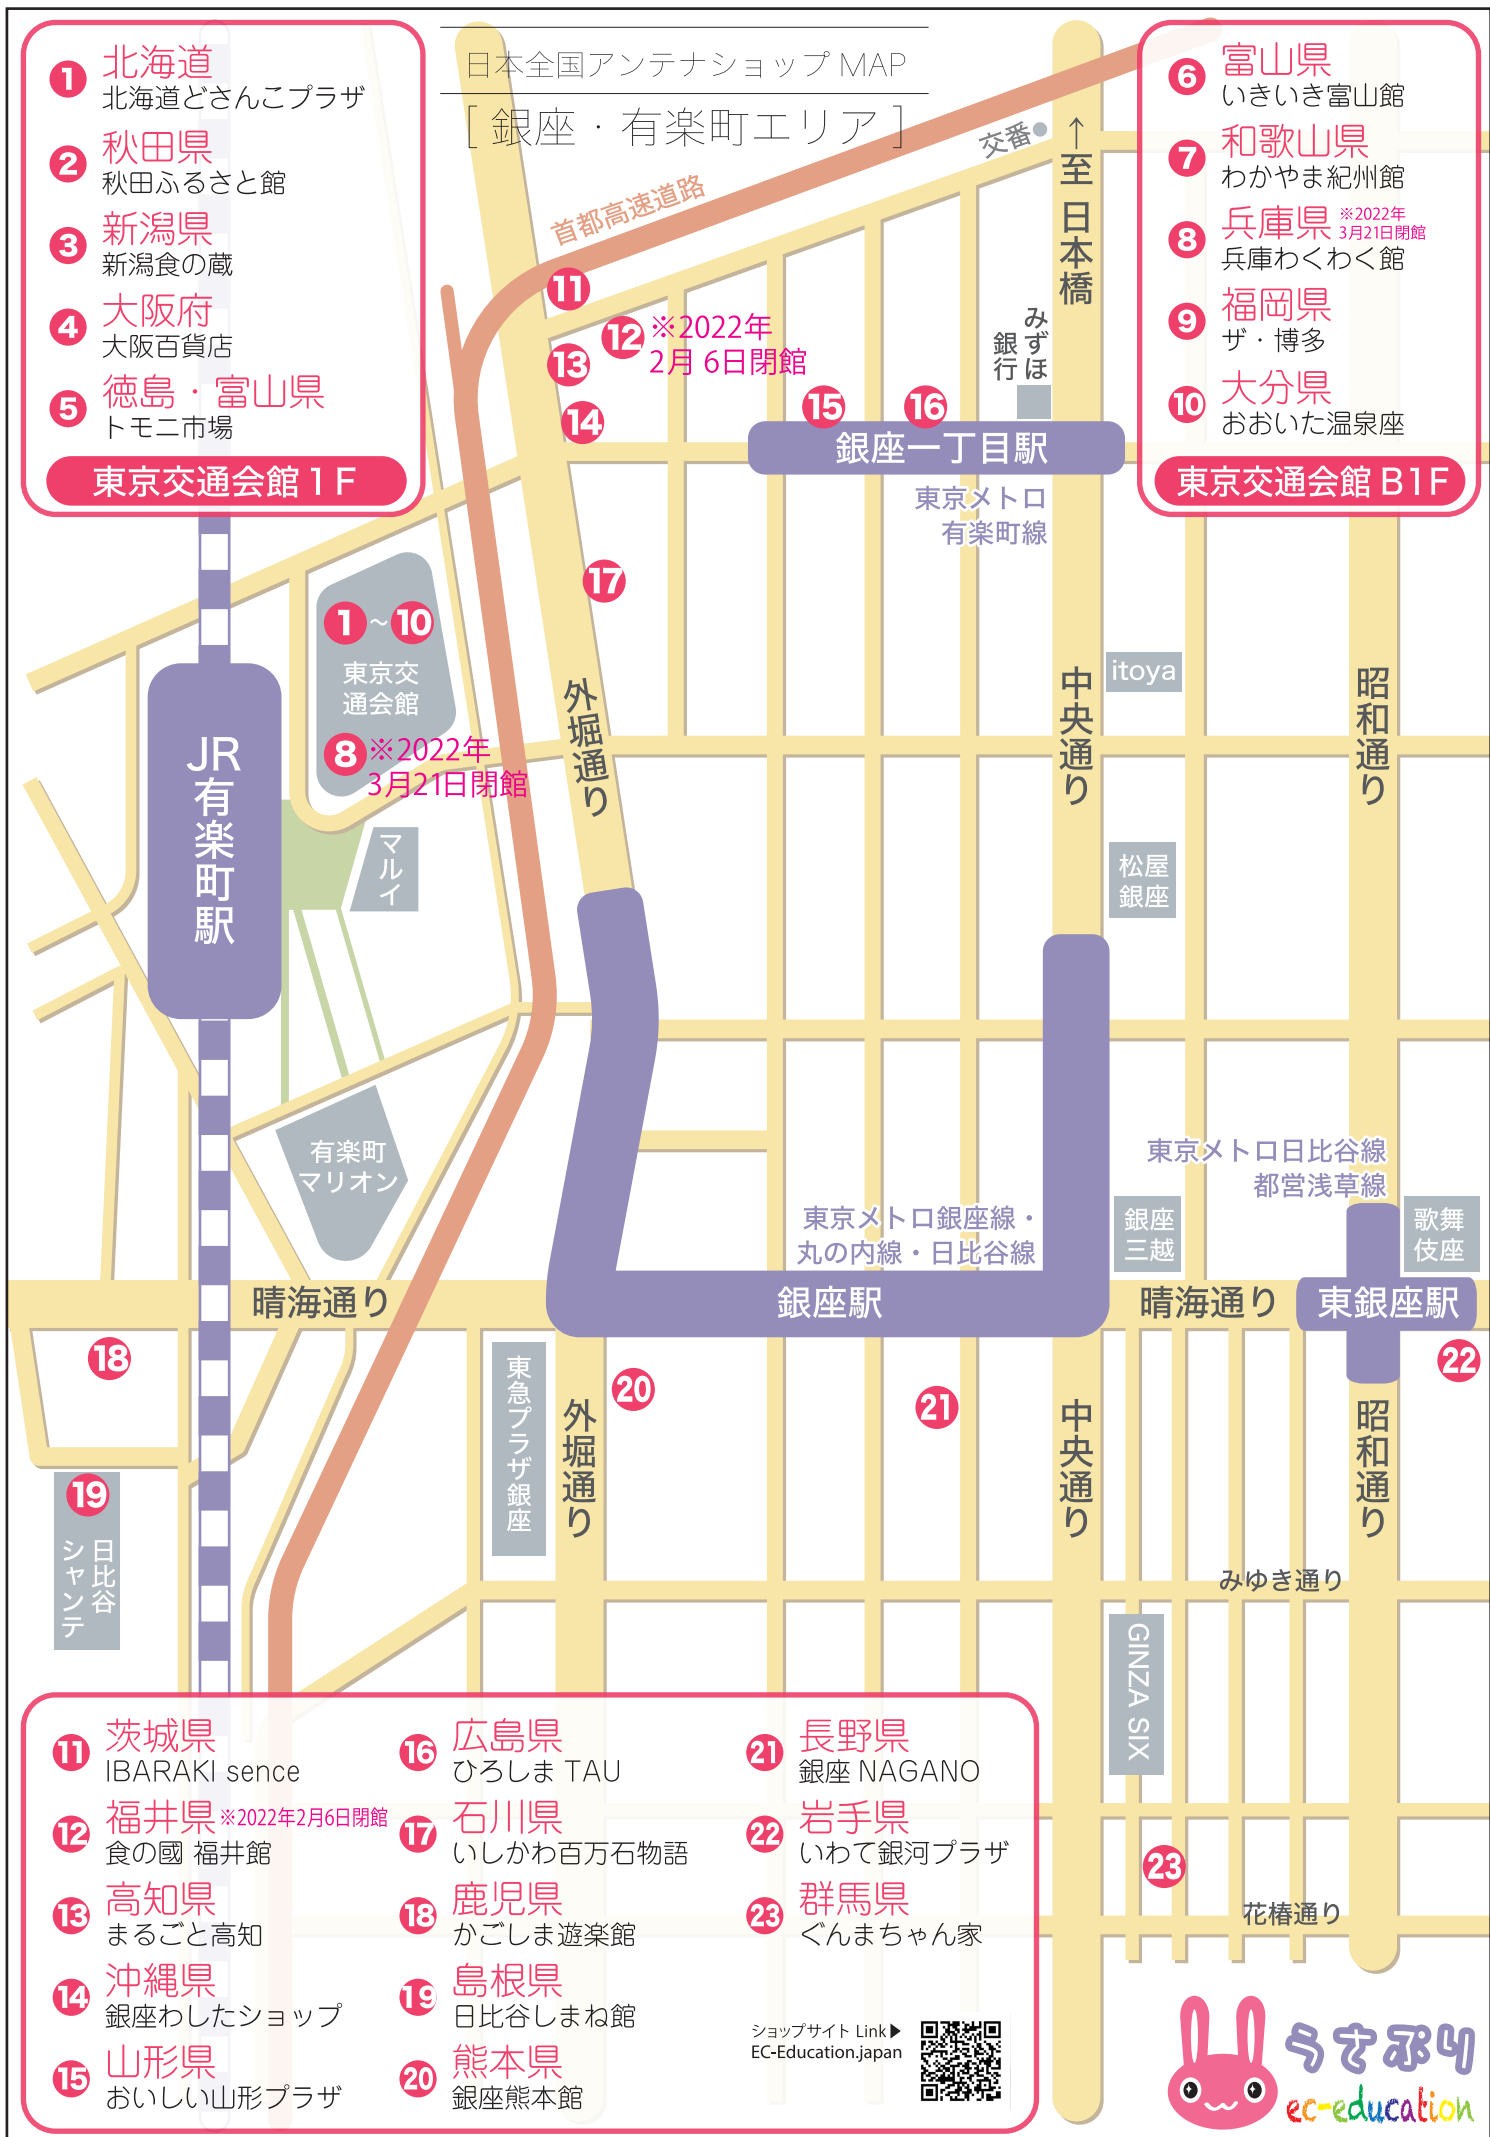 日本全国アンテナショップ MAP
[ 銀座・有楽町エリア ]
1 北海道
北海道どさんこプラザ
2 秋田県
秋田ふるさと館
3 新潟県
新潟食の蔵
4 大阪府
大阪百貨店
5 徳島・富山県
トモニ市場
東京交通会館 1F
6 富山県
いきいき富山館
7 和歌山県
わかやま紀州館
8 兵庫県 ※2022年
3月21日閉館
兵庫わくわく館
9 福岡県
ザ・博多
10 大分県
おおいた温泉座
東京交通会館 B1F
交番
↑至 日本橋
首都高速道路
11
12 ※2022年
2月 6日閉館
13
14
みずほ
銀行
15
16
銀座一丁目駅
東京メトロ
有楽町線
17
1～10
東京交
通会館
8 ※2022年
3月21日閉館
itoya
外堀通り
中央通り
昭和通り
JR有楽町駅
マルイ
松屋
銀座
有楽町
マリオン
東京メトロ日比谷線
都営浅草線
東京メトロ銀座線・
丸の内線・日比谷線
銀座
三越
歌舞
伎座
晴海通り
銀座駅
晴海通り
東銀座駅
18
20
21
22
東急プラザ銀座
外堀通り
中央通り
昭和通り
19
日比谷
シャンテ
みゆき通り
GINZA SIX
23
花椿通り
11 茨城県
IBARAKI sence
12 福井県 ※2022年2月6日閉館
食の國 福井館
13 高知県
まるごと高知
14 沖縄県
銀座わしたショップ
15 山形県
おいしい山形プラザ
16 広島県
ひろしま TAU
17 石川県
いしかわ百万石物語
18 鹿児県
かごしま遊楽館
19 島根県
日比谷しまね館
20 熊本県
銀座熊本館
21 長野県
銀座 NAGANO
22 岩手県
いわて銀河プラザ
23 群馬県
ぐんまちゃん家
ショップサイト Link▶
EC-Education.japan
うさぷり
ec-education